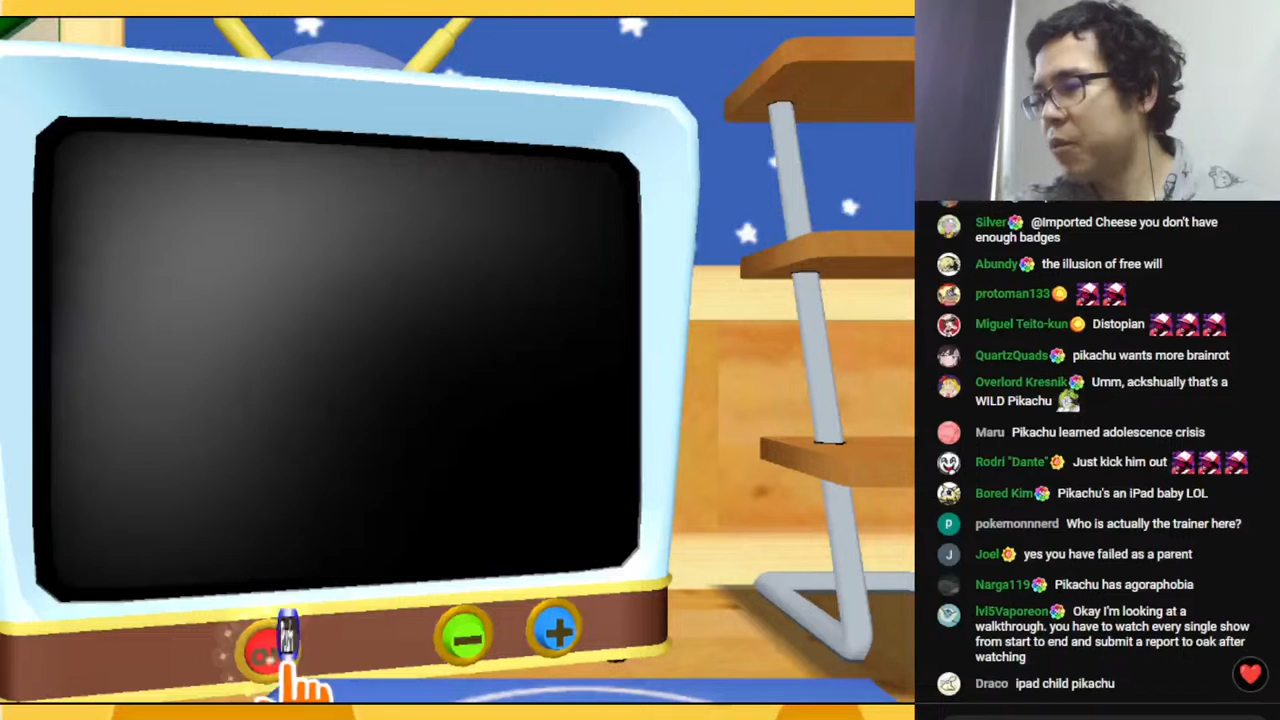 Silver @Imported Cheese you don't have
enough badges
Abundy the illusion of free will
protoman133
Miguel Teito-kun Distopian
QuartzQuads pikachu wants more brainrot
Overlord Kresnik Umm, ackshually that's a
WILD Pikachu
Maru Pikachu learned adolescence crisis
Rodri "Dante" Just kick him out
Bored Kim Pikachu's an iPad baby LOL
p pokemonnnerd Who is actually the trainer here?
J Joel yes you have failed as a parent
Narga119 Pikachu has agoraphobia
lvl5Vaporeon Okay I'm looking at a
walkthrough. you have to watch every single show
from start to end and submit a report to oak after
watching
Draco ipad child pikachu